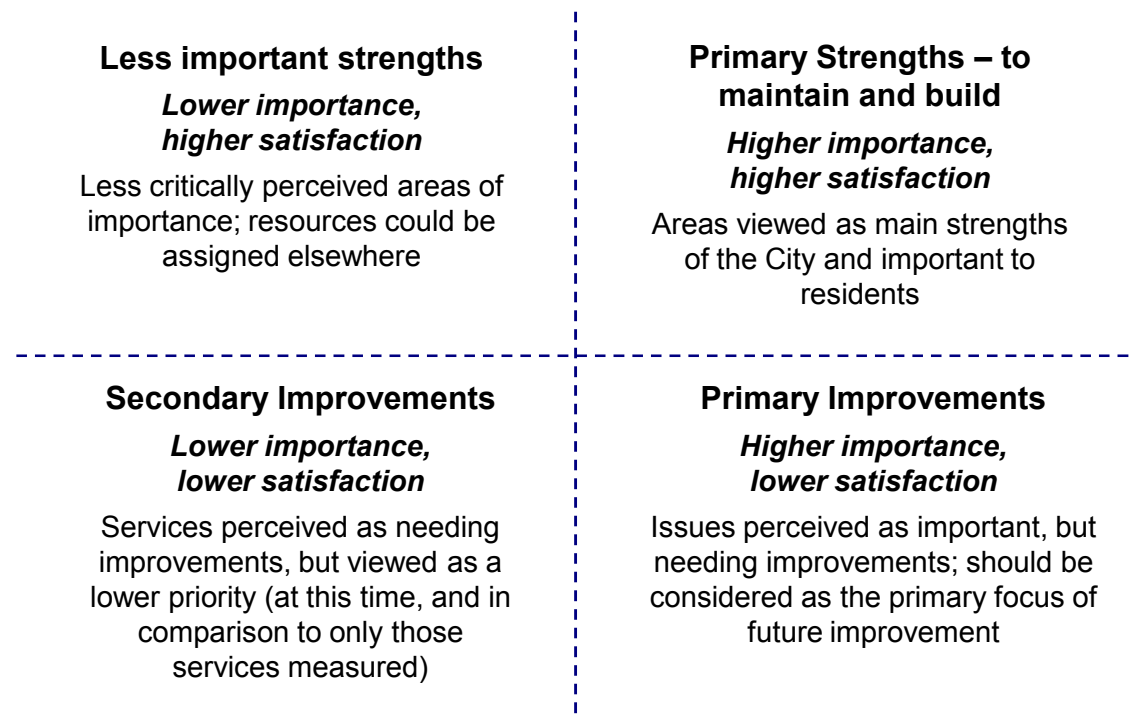 Less important strengths
Lower importance,
higher satisfaction
Less critically perceived areas of
importance; resources could be
assigned elsewhere
Primary Strengths – to
maintain and build
Higher importance,
higher satisfaction
Areas viewed as main strengths
of the City and important to
residents
Secondary Improvements
Lower importance,
lower satisfaction
Services perceived as needing
improvements, but viewed as a
lower priority (at this time, and in
comparison to only those
services measured)
Primary Improvements
Higher importance,
lower satisfaction
Issues perceived as important, but
needing improvements; should be
considered as the primary focus of
future improvement